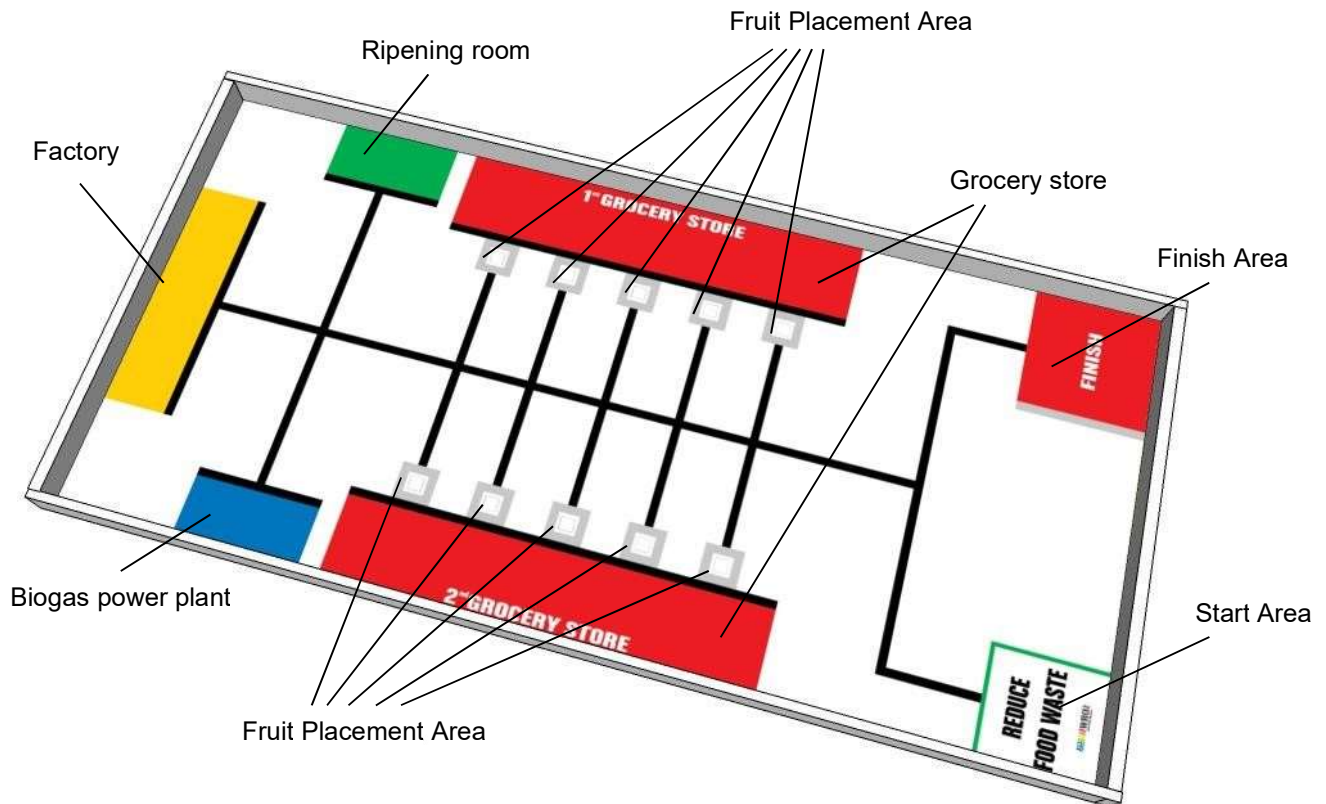 Fruit Placement Area
Ripening room
Factory
Grocery store
1ST GROCERY STORE
Finish Area
FINISH
Biogas power plant
2nd GROCERY STORE
Start Area
REDUCE
FOOD WASTE
Fruit Placement Area